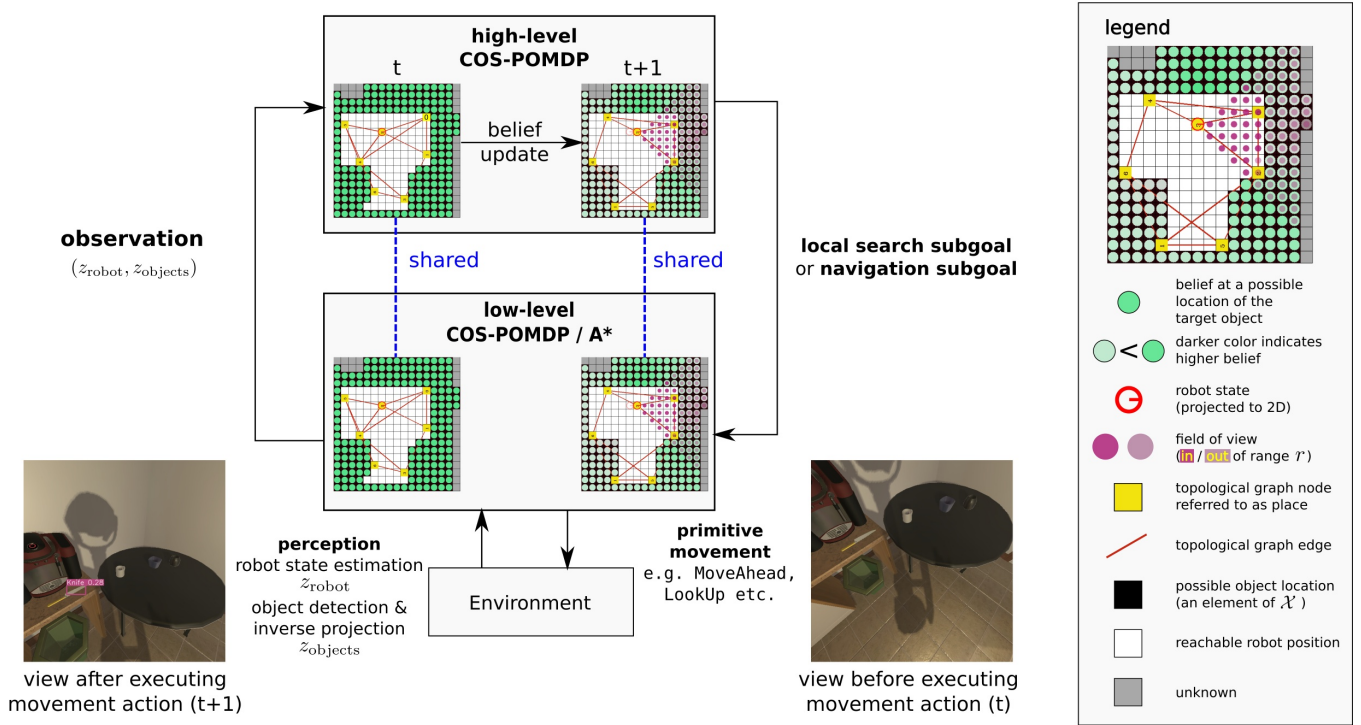 high-level
COS-POMDP
t
t+1
belief
update
shared
shared
observation
(z_robot, z_objects)
local search subgoal
or navigation subgoal
low-level
COS-POMDP / A*
perception
robot state estimation
z_robot
object detection &
inverse projection
z_objects
Environment
primitive
movement
e.g. MoveAhead,
LookUp etc.
Knife 0.28
view after executing
movement action (t+1)
view before executing
movement action (t)
legend
belief at a possible
location of the
target object
<
darker color indicates
higher belief
robot state
(projected to 2D)
field of view
(in / out of range r)
topological graph node
referred to as place
topological graph edge
possible object location
(an element of 𝒳)
reachable robot position
unknown